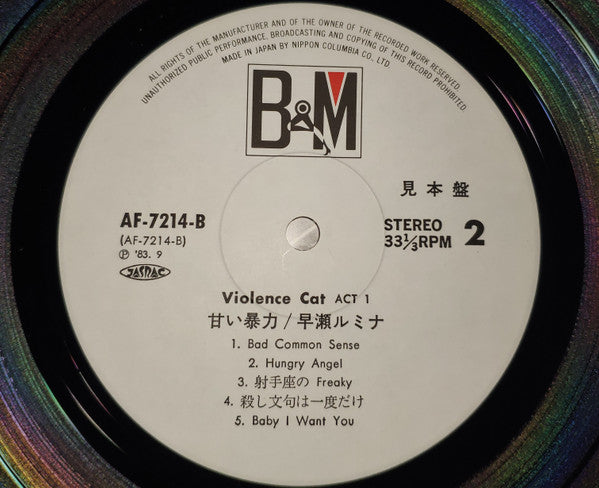 ALL RIGHTS OF THE MANUFACTURER AND OF THE OWNER OF THE RECORDED WORK RESERVED.
UNAUTHORIZED PUBLIC PERFORMANCE, BROADCASTING AND COPYING OF THIS RECORD PROHIBITED.
MADE IN JAPAN BY NIPPON COLUMBIA CO., LTD
B&M
見本盤
AF-7214-B
(AF-7214-B)
Ⓟ '83. 9
JASRAC
STEREO
33⅓RPM 2
Violence Cat ACT 1
甘い暴力/早瀬ルミナ
1. Bad Common Sense
2. Hungry Angel
3. 射手座の Freaky
4. 殺し文句は一度だけ
5. Baby I Want You